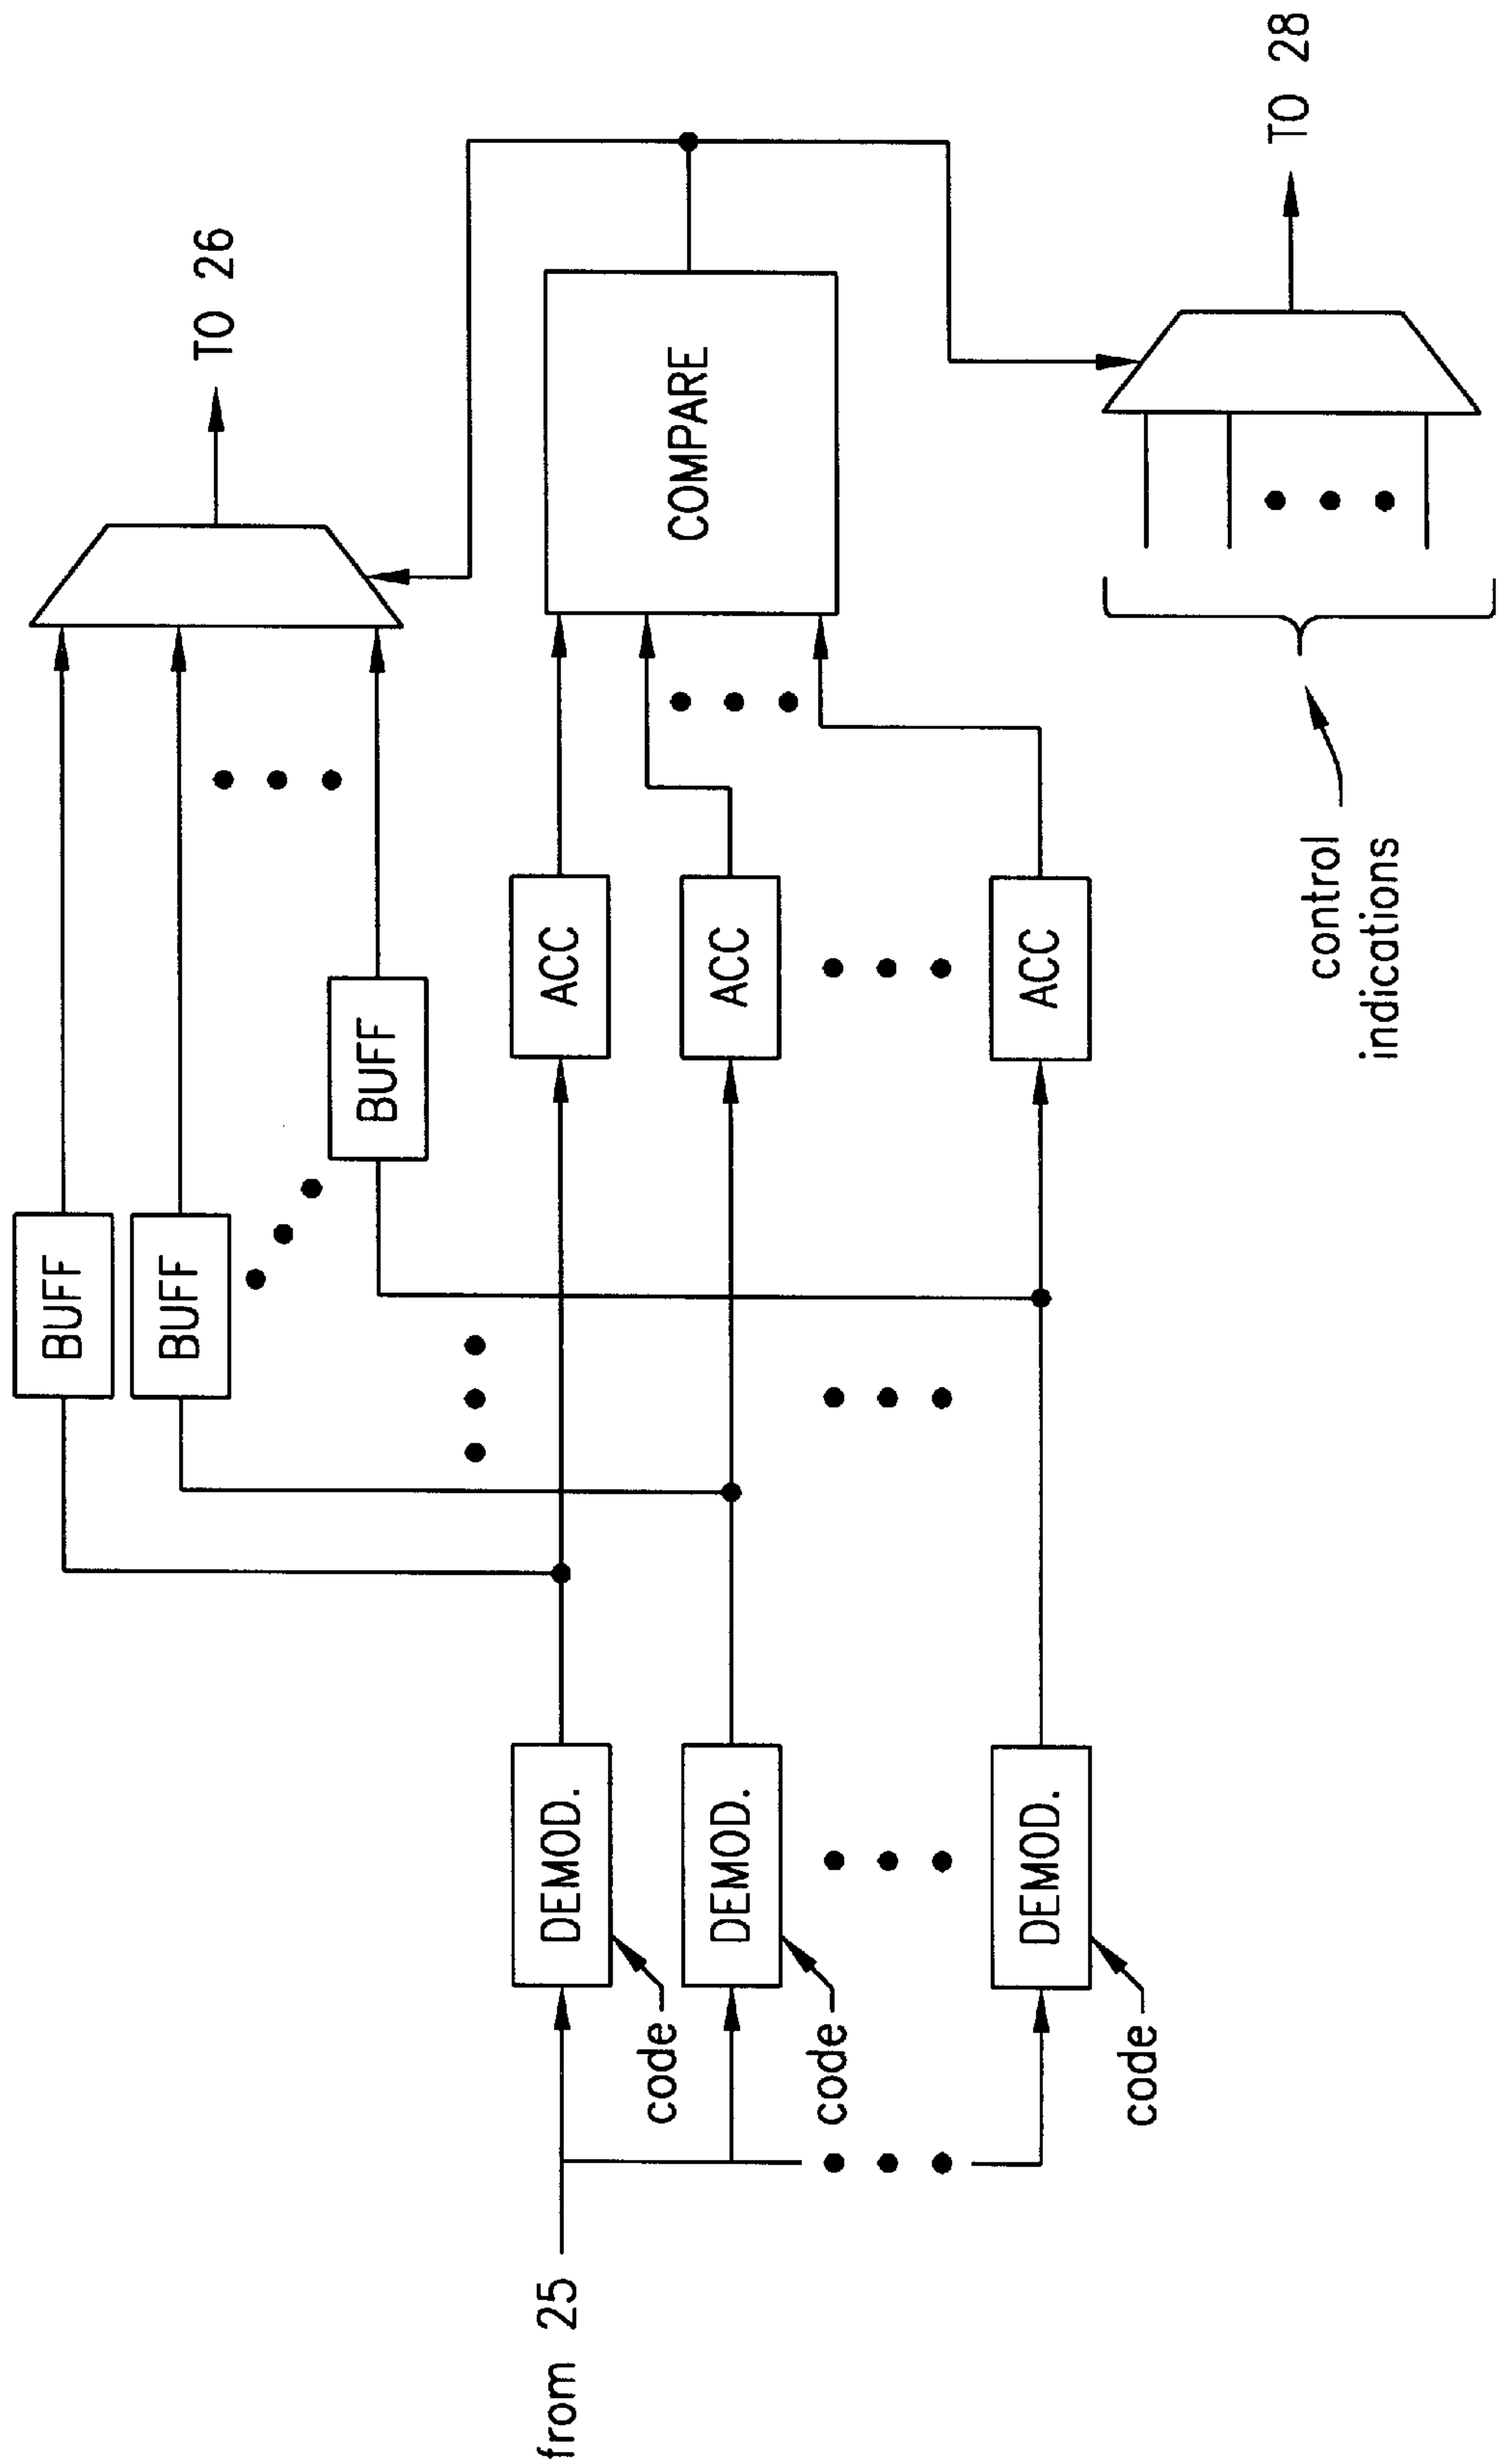 from 25
DEMOD.
code
DEMOD.
code
DEMOD.
code
BUFF
BUFF
BUFF
ACC
ACC
ACC
COMPARE
TO 26
control
indications
TO 28